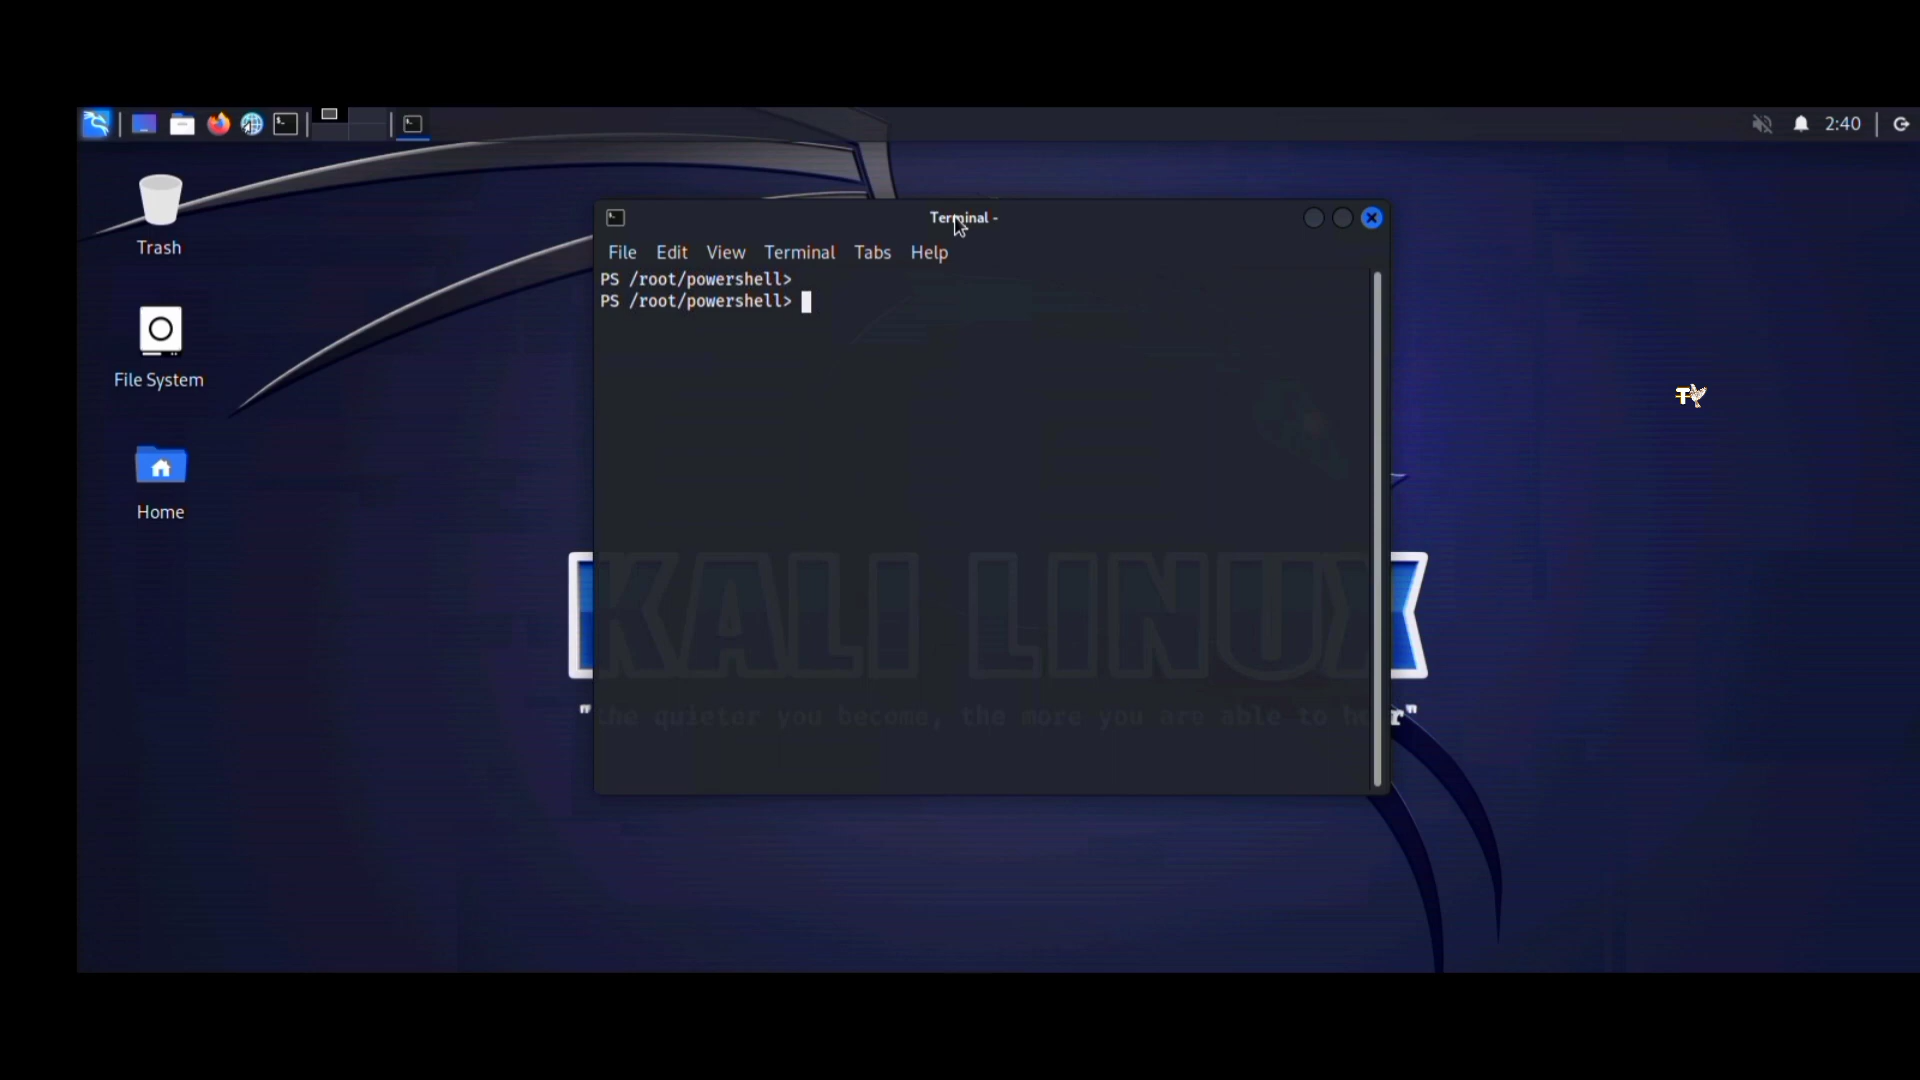 2:40
Trash
File System
Home
Terminal -
File Edit View Terminal Tabs Help
PS /root/powershell>
PS /root/powershell>
KALI LINUX
"the quieter you become, the more you are able to hear"